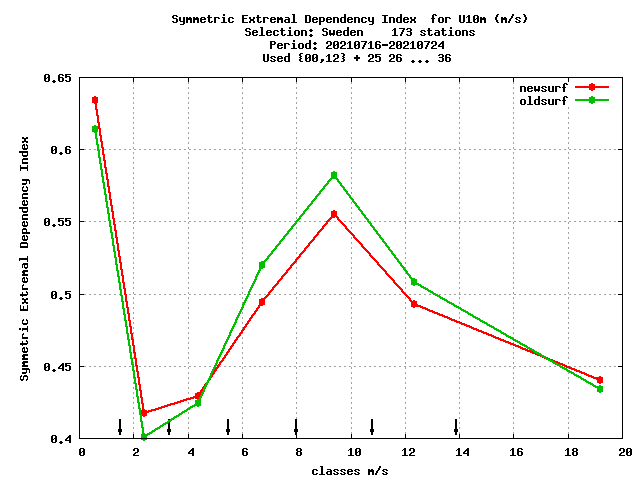 Symmetric Extremal Dependency Index  for U10m (m/s)
Selection: Sweden    173 stations
Period: 20210716-20210724
Used {00,12} + 25 26 ... 36
newsurf
oldsurf
Symmetric Extremal Dependency Index
0.65
0.6
0.55
0.5
0.45
0.4
0 2 4 6 8 10 12 14 16 18 20
classes m/s